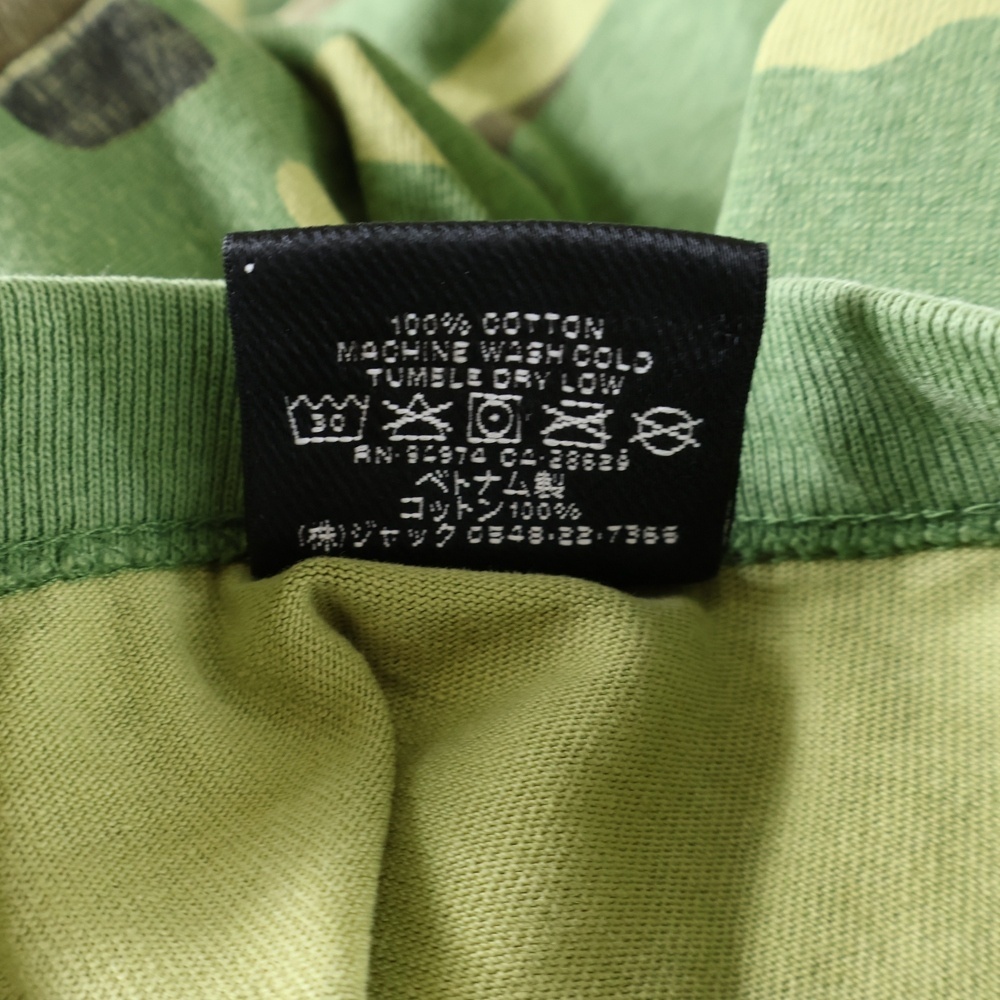 100% COTTON
MACHINE WASH COLD
TUMBLE DRY LOW
30
RN·94974 CA·23629
ベトナム製
コットン100%
(株)ジャック 0548·22·7366